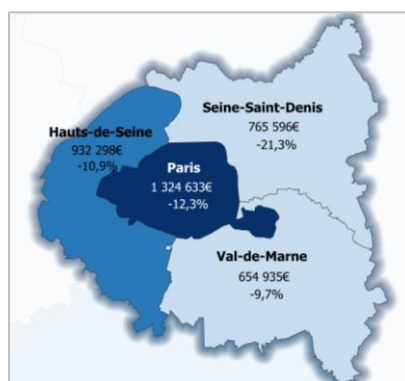 Seine-Saint-Denis
765 596€
-21,3%
Hauts-de-Seine
932 298€
-10,9%
Paris
1 324 633€
-12,3%
Val-de-Marne
654 935€
-9,7%